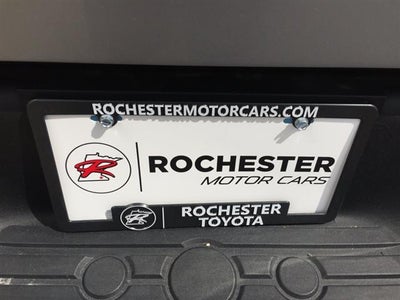 ROCHESTERMOTORCARS.COM
R
ROCHESTER
MOTOR CARS
R
ROCHESTER
TOYOTA